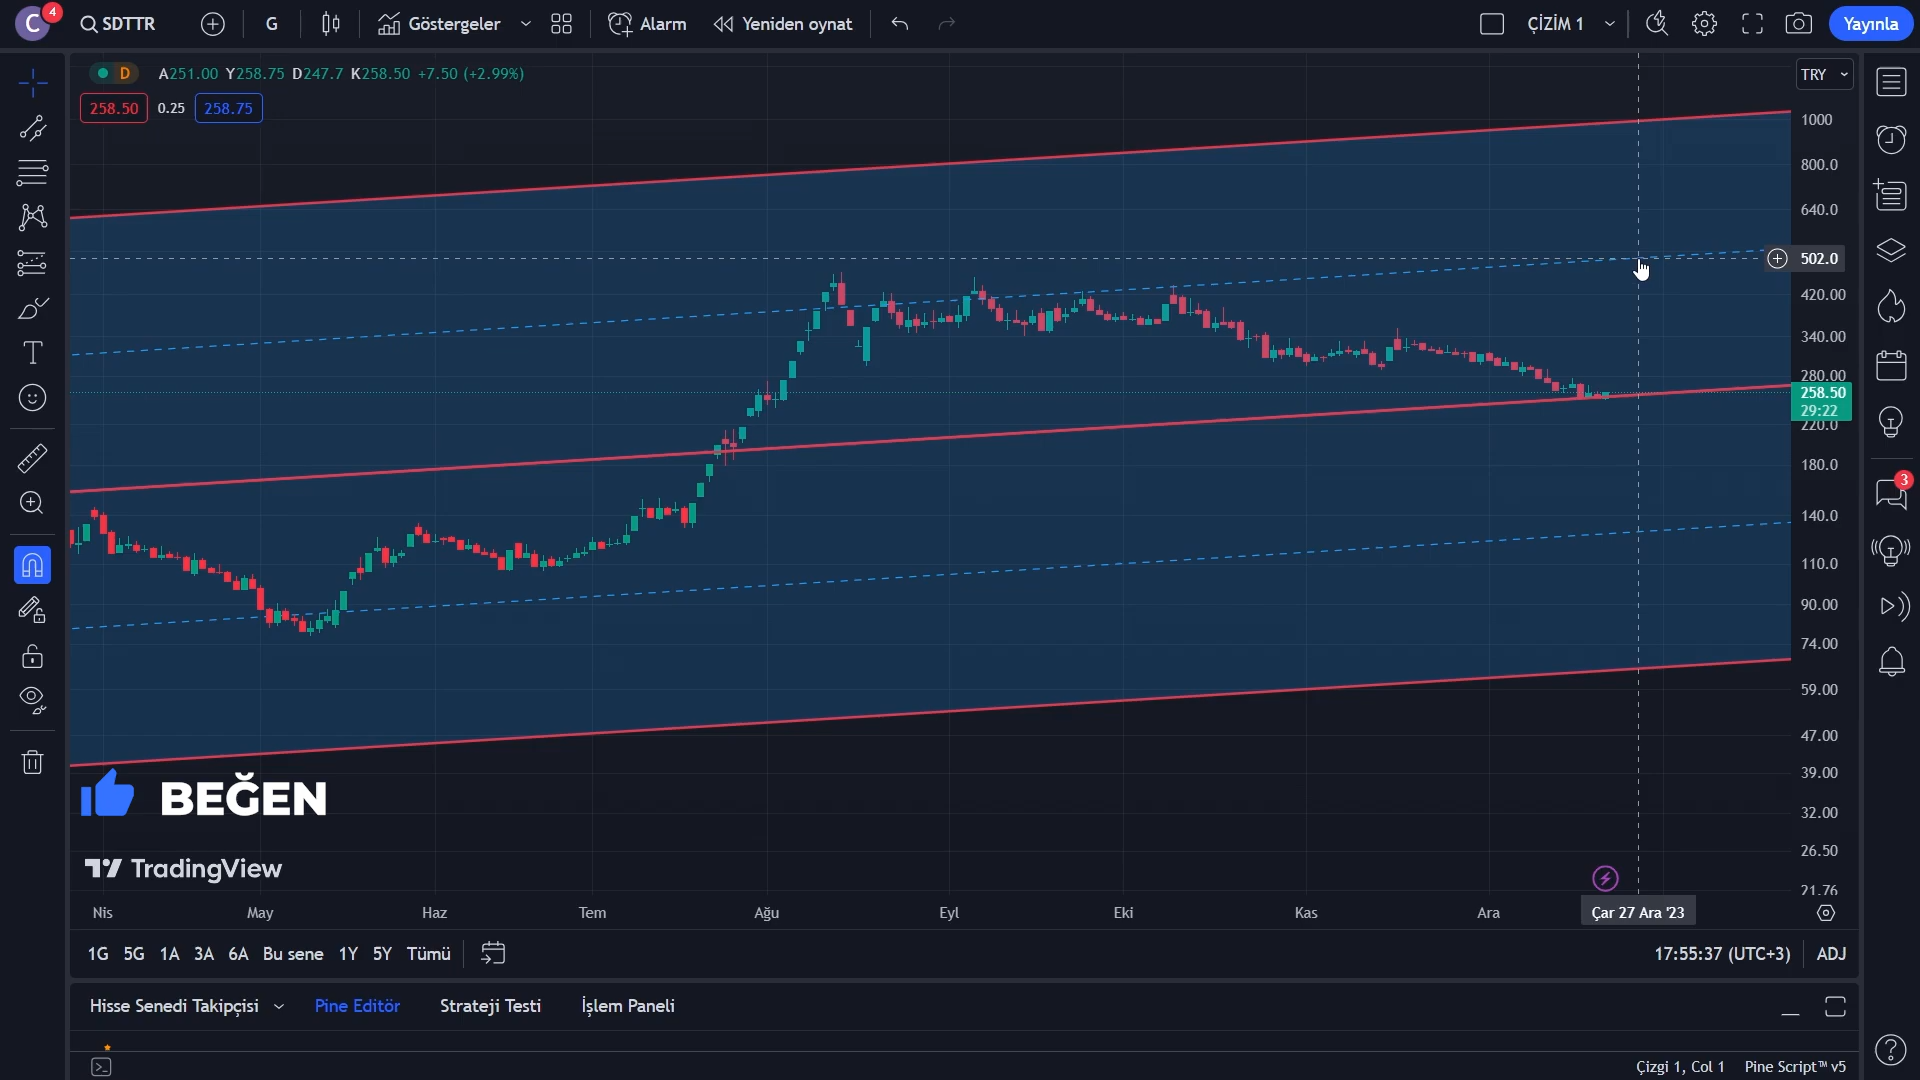 C 4 SDTTR G Göstergeler Alarm Yeniden oynat ÇİZİM 1 Yayınla
D A251.00 Y258.75 D247.7 K258.50 +7.50 (+2.99%) TRY
258.50 0.25 258.75
1000
800.0
640.0
502.0
420.00
340.00
280.00
258.50
29:22
220.0
180.0
3
140.0
110.0
90.00
74.00
59.00
47.00
39.00
BEĞEN
32.00
26.50
TradingView
21.76
Nis May Haz Tem Ağu Eyl Eki Kas Ara Çar 27 Ara '23
1G 5G 1A 3A 6A Bu sene 1Y 5Y Tümü 17:55:37 (UTC+3) ADJ
Hisse Senedi Takipçisi Pine Editör Strateji Testi İşlem Paneli
Çizgi 1, Col 1 Pine Script™ v5